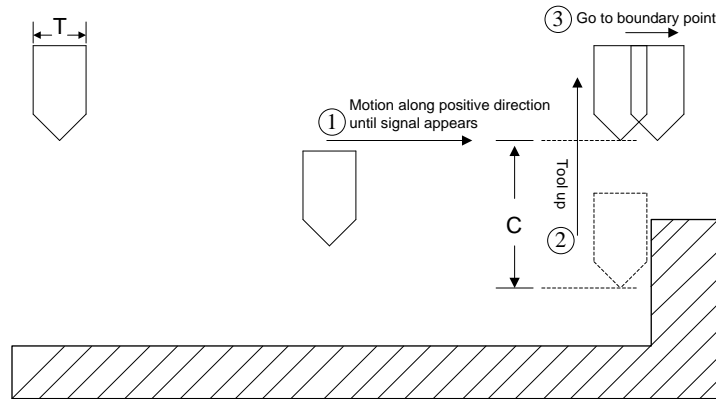 T
① Motion along positive direction
until signal appears
C
Tool up
②
③ Go to boundary point